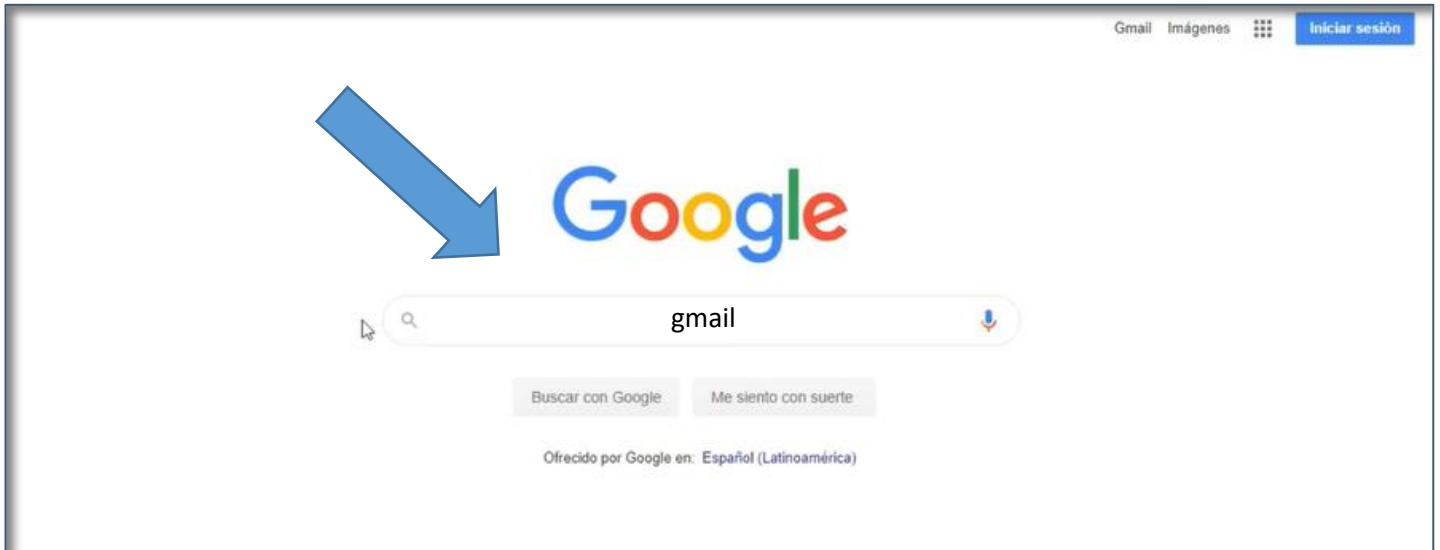 Gmail Imágenes Iniciar sesión
Google
gmail
Buscar con Google Me siento con suerte
Ofrecido por Google en: Español (Latinoamérica)